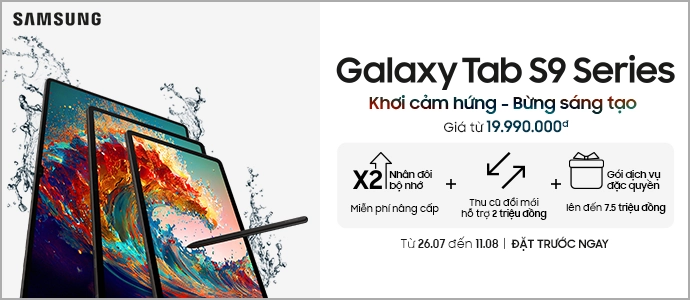 SAMSUNG
Galaxy Tab S9 Series
Khơi cảm hứng - Bừng sáng tạo
Giá từ 19.990.000đ
X2 Nhân đôi
bộ nhớ
Miễn phí nâng cấp
+
Thu cũ đổi mới
hỗ trợ 2 triệu đồng
+
Gói dịch vụ
đặc quyền
lên đến 7.5 triệu đồng
Từ 26.07 đến 11.08 | ĐẶT TRƯỚC NGAY